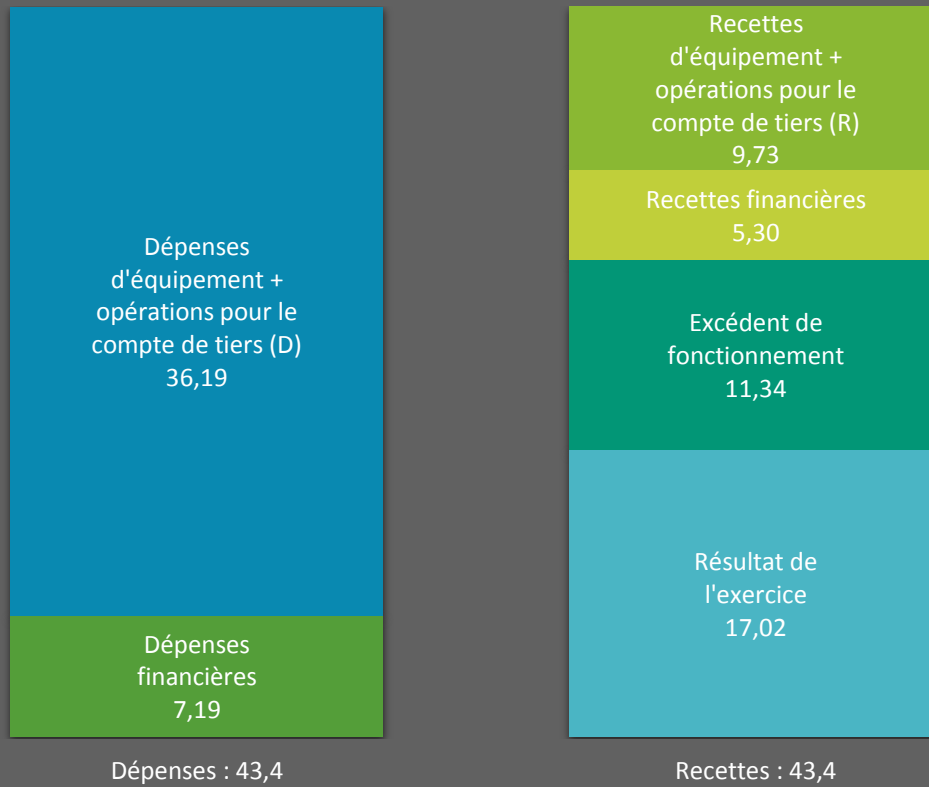 Dépenses
d'équipement +
opérations pour le
compte de tiers (D)
36,19
Dépenses
financières
7,19
Dépenses : 43,4
Recettes
d'équipement +
opérations pour le
compte de tiers (R)
9,73
Recettes financières
5,30
Excédent de
fonctionnement
11,34
Résultat de
l'exercice
17,02
Recettes : 43,4